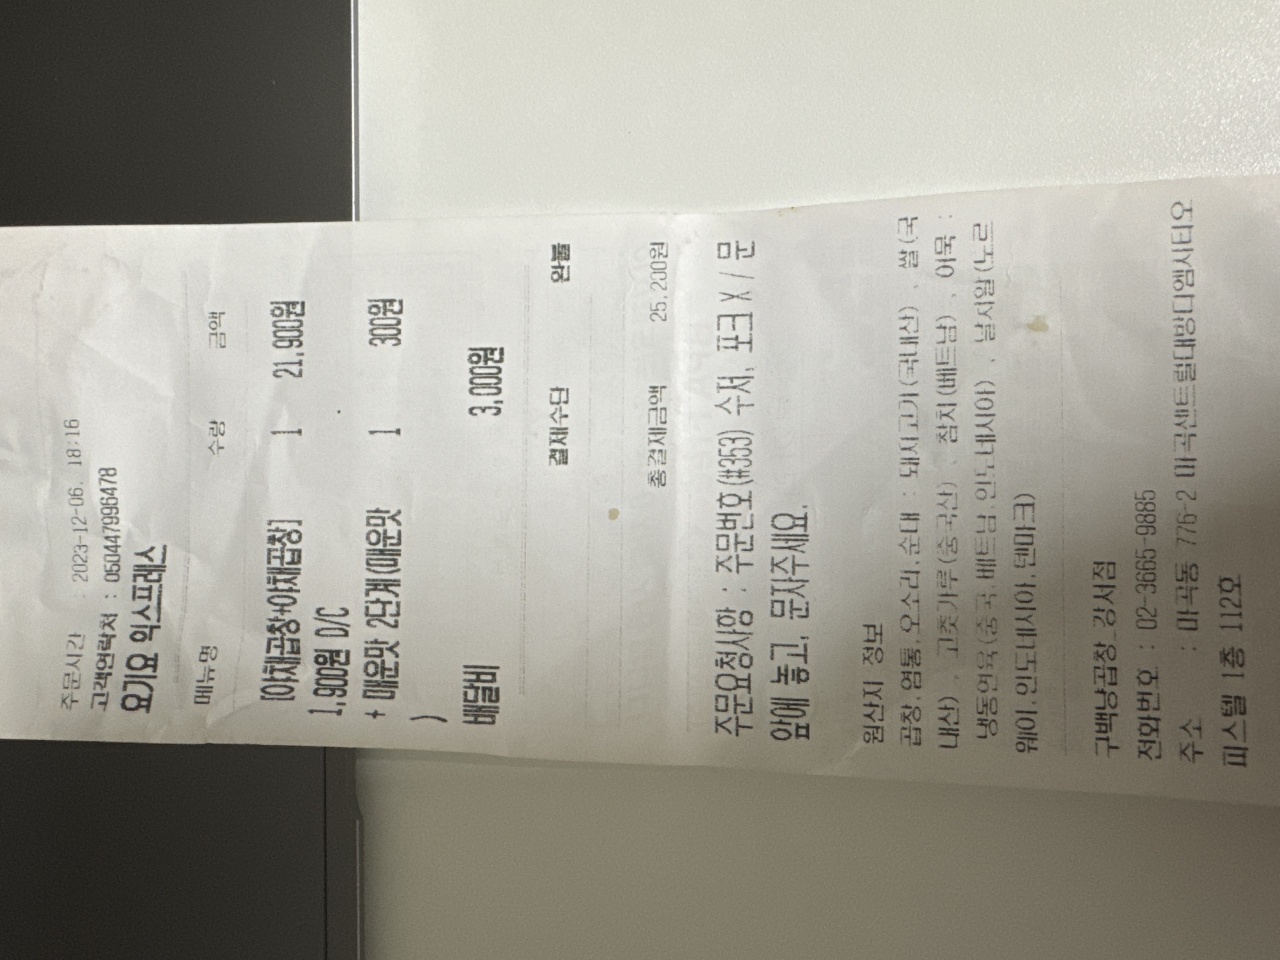 주문시간 : 2023-12-06. 18:16
고객연락처 : 050447996478
요기요 익스프레스
메뉴명 수량 금액
[야채곱창+야채곱창] 1 21,900원
1,900원 D/C
+ 매운맛 2단계(매운맛 1 300원
)
배달비 3,000원
결제수단 완불
총결제금액 25,200원
주문요청사항 : 주문번호(#353) 수저, 포크 X / 문
앞에 놓고, 문자주세요.
원산지 정보
곱창,염통,오소리,순대 : 돼지고기(국내산) , 쌀(국
내산) , 고춧가루(중국산) , 참치(베트남) , 어묵 :
냉동연육(중국,베트남,인도네시아) , 날치알(노르
웨이,인도네시아,덴마크)
구백냥곱창_강서점
전화번호 : 02-3665-9885
주소 : 마곡동 776-2 마곡센트럴대방디엠시티오
피스텔 1층 112호